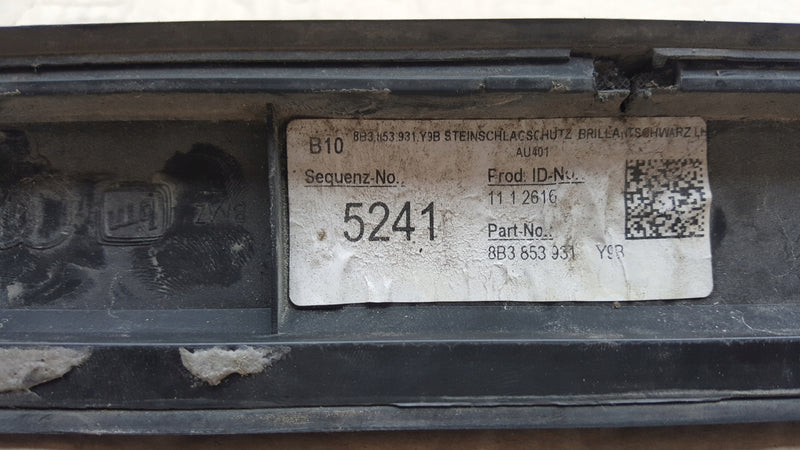 B10 8B3.853.931.Y9B STEINSCHLAGSCHUTZ BRILLANTSCHWARZ LH
AU401
Sequenz-No.:
Prod. ID-No.:
5241
11 1 2616
Part-No.:
8B3 853 931 Y9B